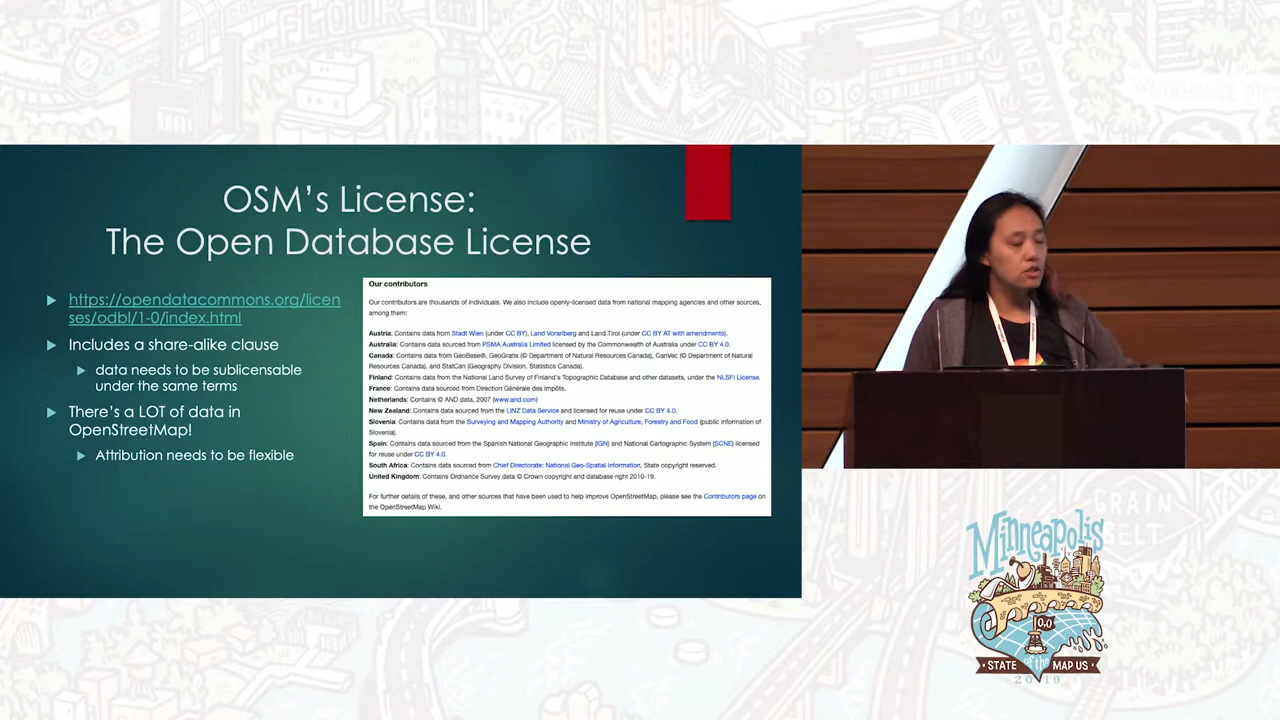 OSM's License:
The Open Database License
https://opendatacommons.org/licen
ses/odbl/1-0/index.html
Includes a share-alike clause
data needs to be sublicensable
under the same terms
There's a LOT of data in
OpenStreetMap!
Attribution needs to be flexible
Our contributors
Our contributors are thousands of individuals. We also include openly-licensed data from national mapping agencies and other sources,
among them:
Austria: Contains data from Stadt Wien (under CC BY), Land Vorarlberg and Land Tirol (under CC BY AT with amendments).
Australia: Contains data sourced from PSMA Australia Limited licensed by the Commonwealth of Australia under CC BY 4.0.
Canada: Contains data from GeoBase®, GeoGratis (© Department of Natural Resources Canada), CanVec (© Department of Natural
Resources Canada), and StatCan (Geography Division, Statistics Canada).
Finland: Contains data from the National Land Survey of Finland's Topographic Database and other datasets, under the NLSFI License.
France: Contains data sourced from Direction Générale des Impôts.
Netherlands: Contains © AND data, 2007 (www.and.com)
New Zealand: Contains data sourced from the LINZ Data Service and licensed for reuse under CC BY 4.0.
Slovenia: Contains data from the Surveying and Mapping Authority and Ministry of Agriculture, Forestry and Food (public information of
Slovenia).
Spain: Contains data sourced from the Spanish National Geographic Institute (IGN) and National Cartographic System (SCNE) licensed
for reuse under CC BY 4.0.
South Africa: Contains data sourced from Chief Directorate: National Geo-Spatial Information, State copyright reserved.
United Kingdom: Contains Ordnance Survey data © Crown copyright and database right 2010-19.
For further details of these, and other sources that have been used to help improve OpenStreetMap, please see the Contributors page on
the OpenStreetMap Wiki.
Minneapolis
0.0
STATE of the MAP US
2019
GRAIN
BELT
FLOUR